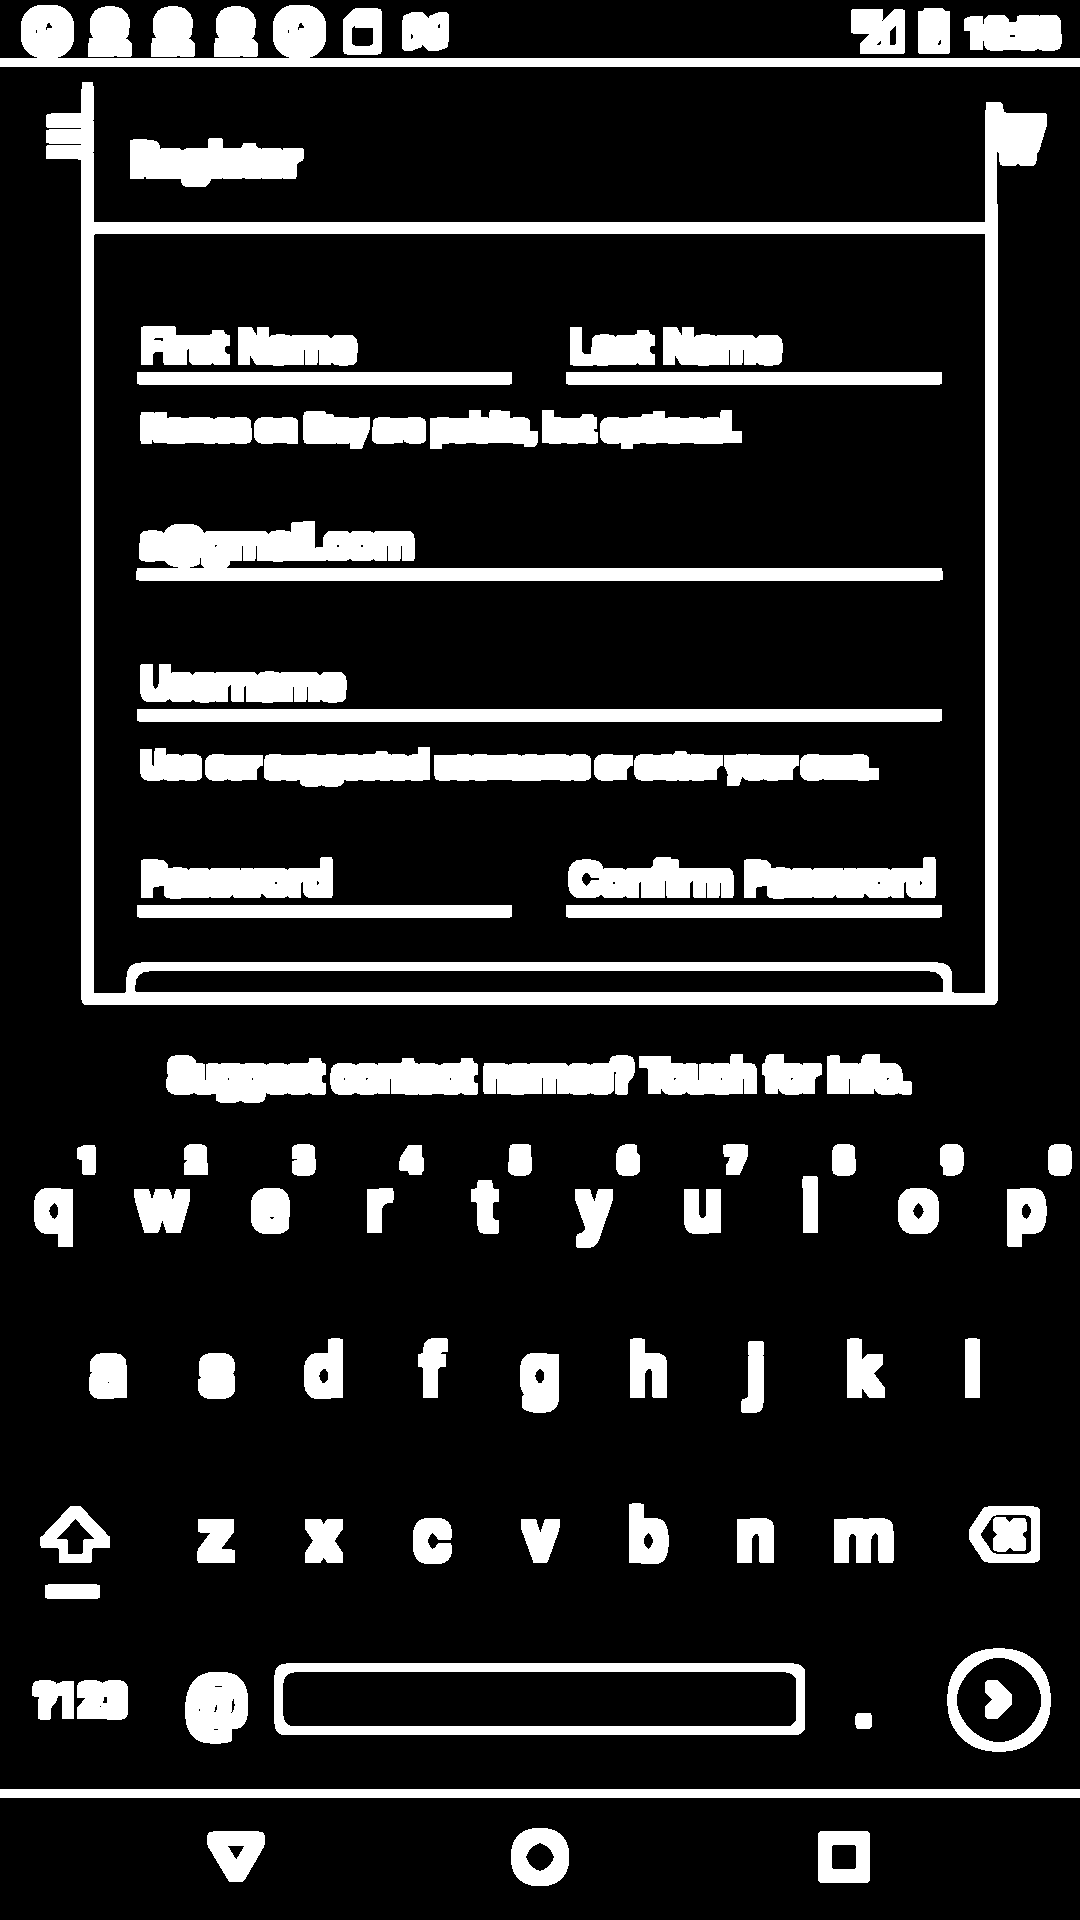 Register
First Name Last Name
Names on Etsy are public, but optional.
a@gmail.com
Username
Use our suggested username or enter your own.
Password Confirm Password
Suggest contact names? Touch for info.
1 2 3 4 5 6 7 8 9 0
q w e r t y u i o p
a s d f g h j k l
z x c v b n m
?123 @ .